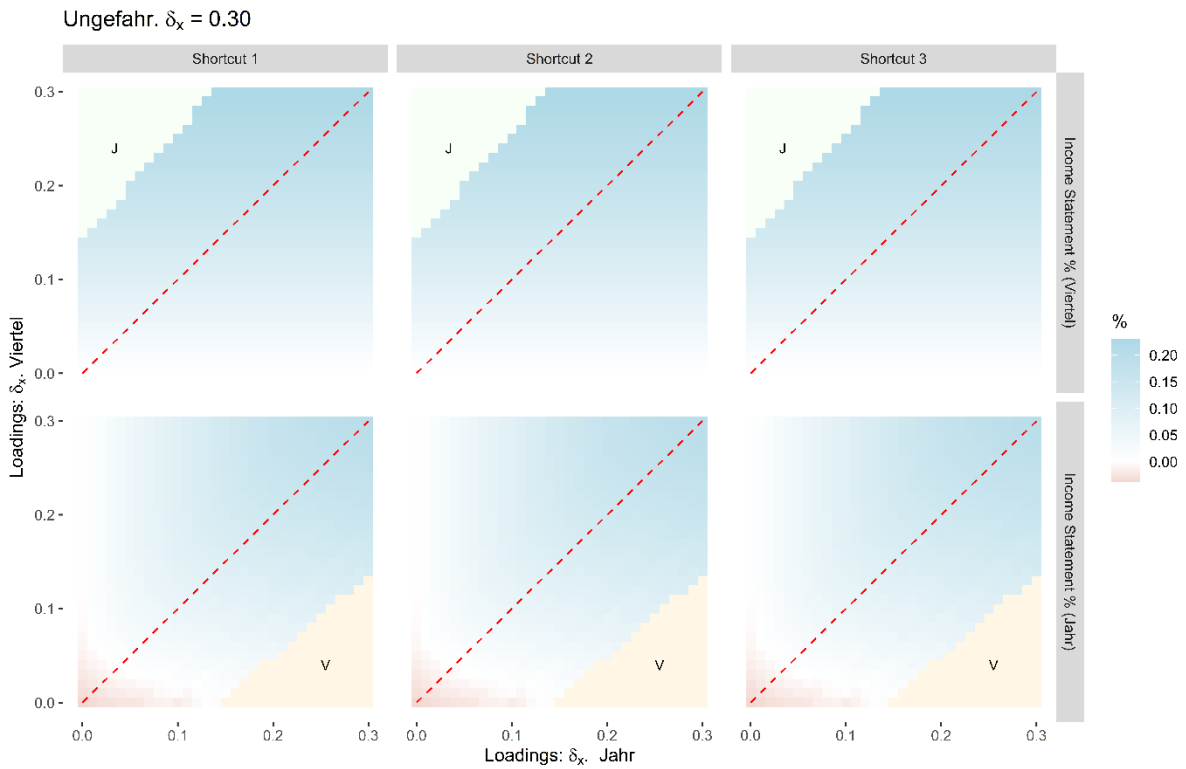 Ungefahr. δx = 0.30
Shortcut 1
Shortcut 2
Shortcut 3
0.3
0.2
0.1
0.0
J
J
J
Income Statement % (Viertel)
Loadings: δx. Viertel
0.3
0.2
0.1
0.0
V
V
V
Income Statement % (Jahr)
%
0.20
0.15
0.10
0.05
0.00
0.0 0.1 0.2 0.3
0.0 0.1 0.2 0.3
0.0 0.1 0.2 0.3
Loadings: δx. Jahr